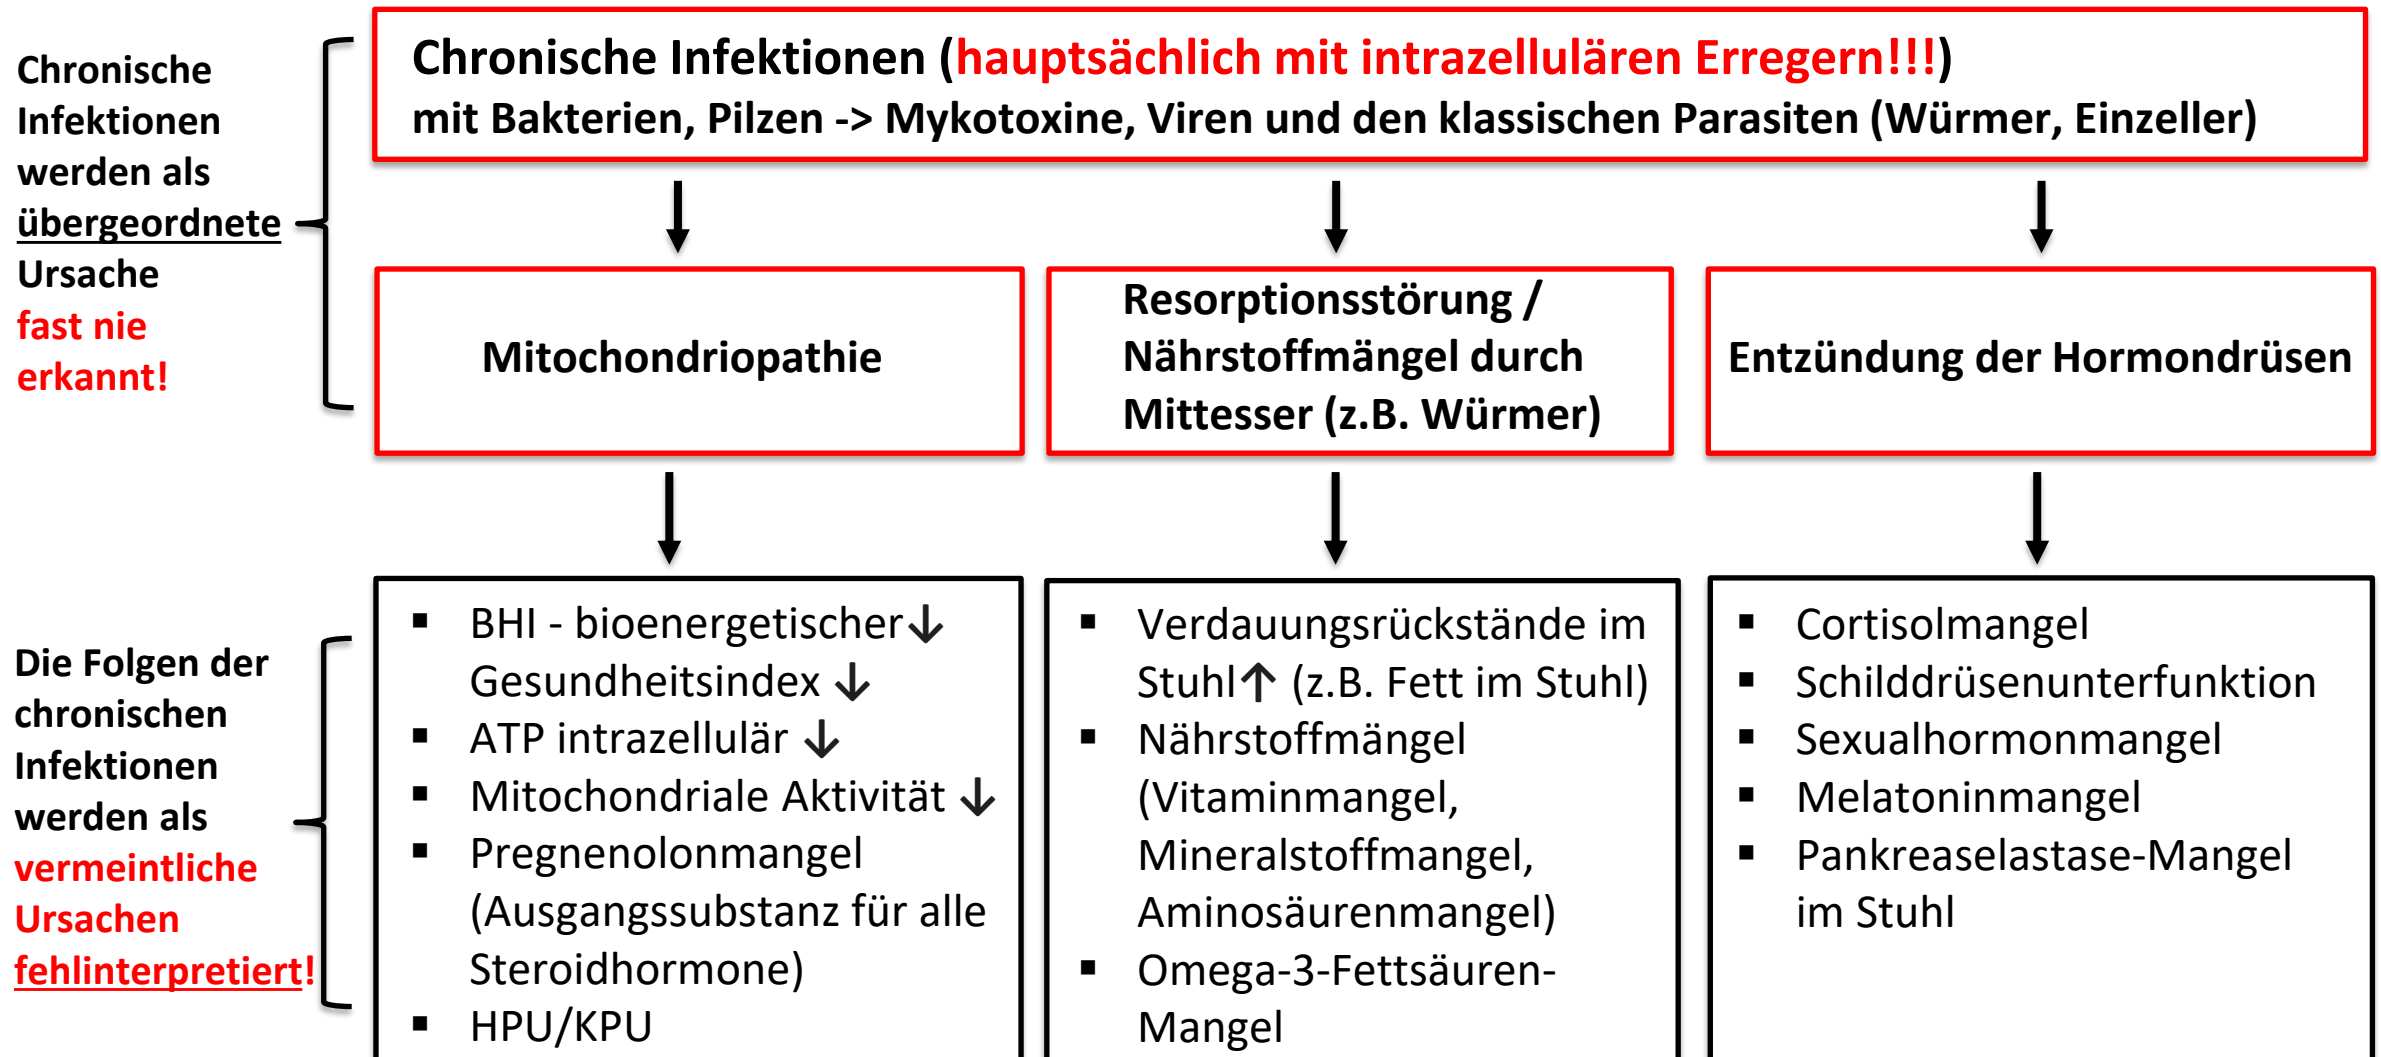 Chronische
Infektionen
werden als
übergeordnete
Ursache
fast nie
erkannt!
Chronische Infektionen (hauptsächlich mit intrazellulären Erregern!!!)
mit Bakterien, Pilzen -> Mykotoxine, Viren und den klassischen Parasiten (Würmer, Einzeller)
Mitochondriopathie
Resorptionsstörung /
Nährstoffmängel durch
Mittesser (z.B. Würmer)
Entzündung der Hormondrüsen
Die Folgen der
chronischen
Infektionen
werden als
vermeintliche
Ursachen
fehlinterpretiert!
▪ BHI - bioenergetischer↓
Gesundheitsindex ↓
▪ ATP intrazellulär ↓
▪ Mitochondriale Aktivität ↓
▪ Pregnenolonmangel
(Ausgangssubstanz für alle
Steroidhormone)
▪ HPU/KPU
▪ Verdauungsrückstände im
Stuhl↑ (z.B. Fett im Stuhl)
▪ Nährstoffmängel
(Vitaminmangel,
Mineralstoffmangel,
Aminosäurenmangel)
▪ Omega-3-Fettsäuren-
Mangel
▪ Cortisolmangel
▪ Schilddrüsenunterfunktion
▪ Sexualhormonmangel
▪ Melatoninmangel
▪ Pankreaselastase-Mangel
im Stuhl